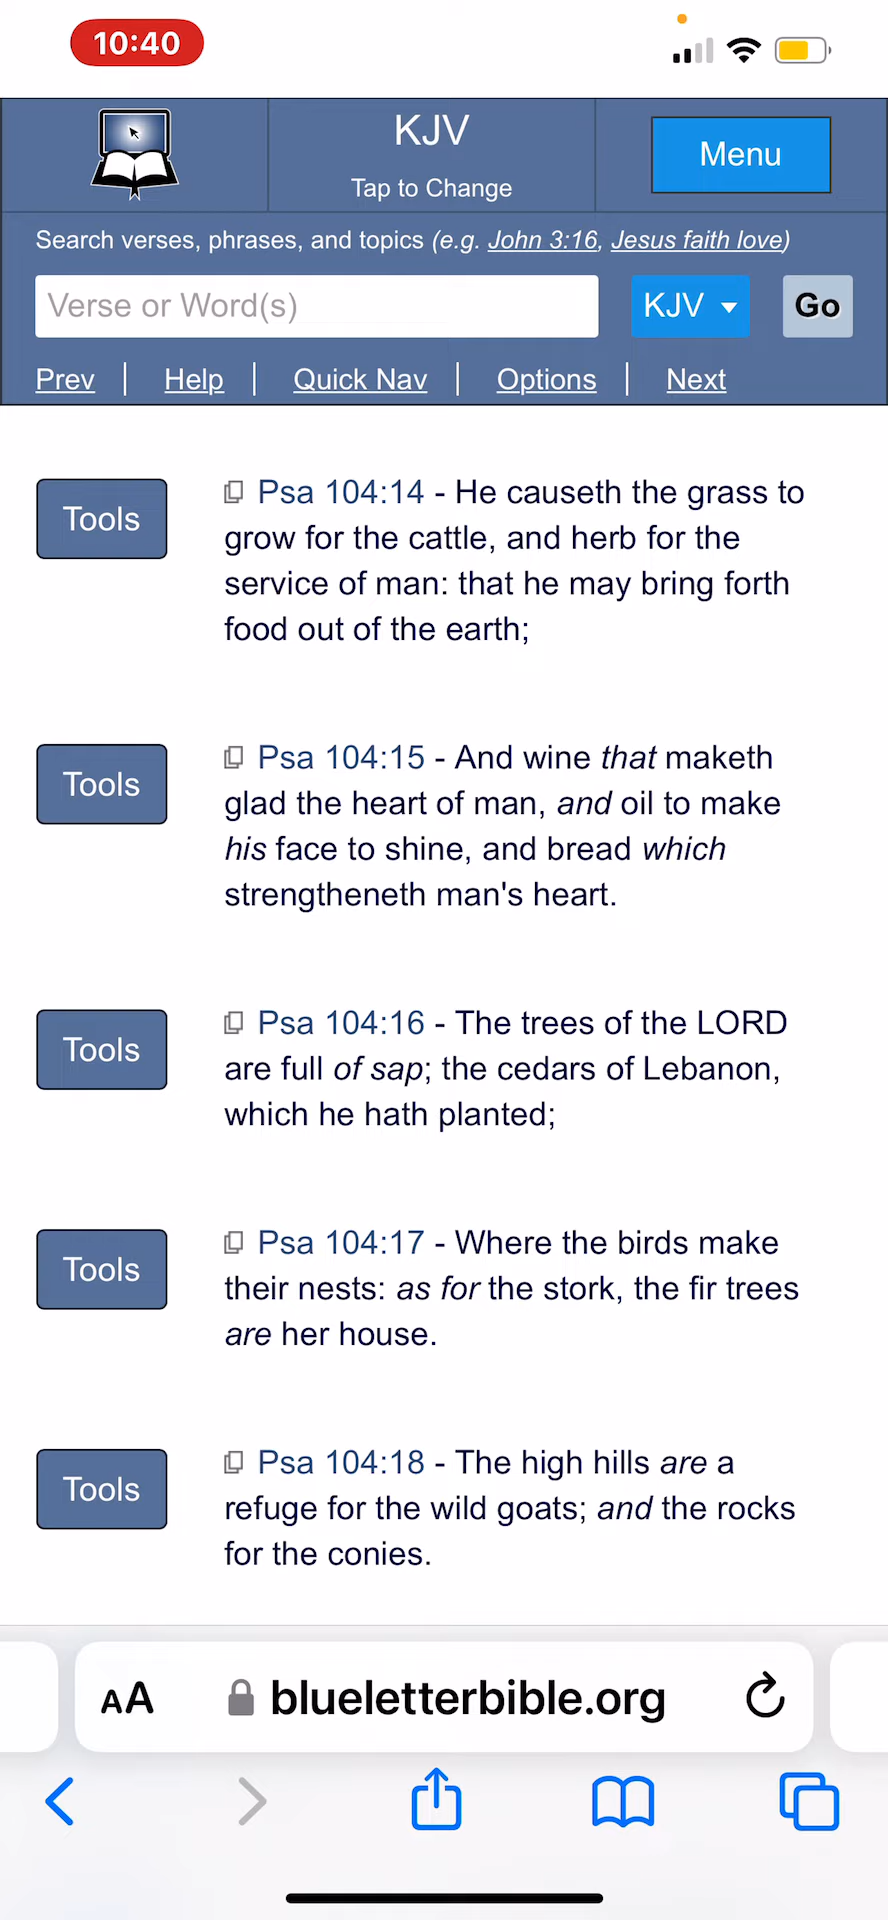 10:40
KJV
Tap to Change
Menu
Search verses, phrases, and topics (e.g. John 3:16, Jesus faith love)
Verse or Word(s)
KJV
Go
Prev | Help | Quick Nav | Options | Next
Tools
Psa 104:14 - He causeth the grass to
grow for the cattle, and herb for the
service of man: that he may bring forth
food out of the earth;
Tools
Psa 104:15 - And wine that maketh
glad the heart of man, and oil to make
his face to shine, and bread which
strengtheneth man's heart.
Tools
Psa 104:16 - The trees of the LORD
are full of sap; the cedars of Lebanon,
which he hath planted;
Tools
Psa 104:17 - Where the birds make
their nests: as for the stork, the fir trees
are her house.
Tools
Psa 104:18 - The high hills are a
refuge for the wild goats; and the rocks
for the conies.
AA
blueletterbible.org